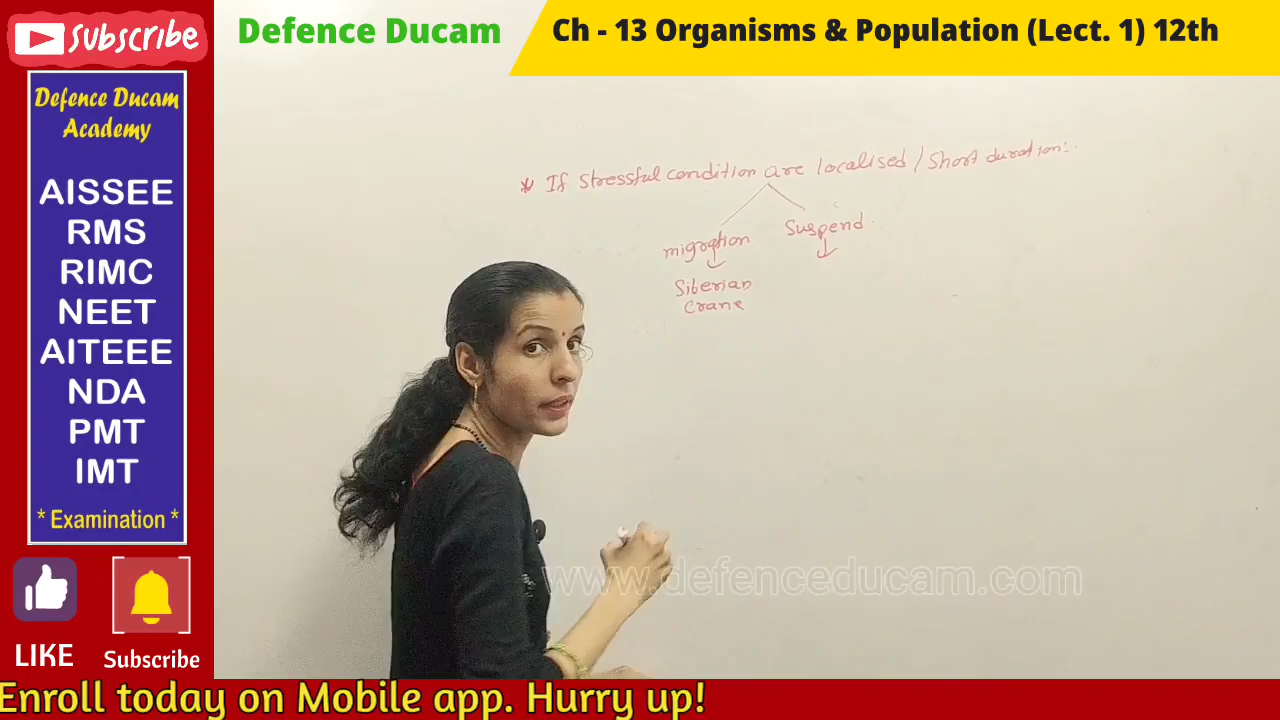 Subscribe
Defence Ducam
Ch - 13 Organisms & Population (Lect. 1) 12th
Defence Ducam
Academy
AISSEE
RMS
RIMC
NEET
AITEEE
NDA
PMT
IMT
* Examination *
LIKE
Subscribe
* If stressful condition are localised / short duration:-
migration
Suspend
Siberian
Crane
www.defenceducam.com
Enroll today on Mobile app. Hurry up!